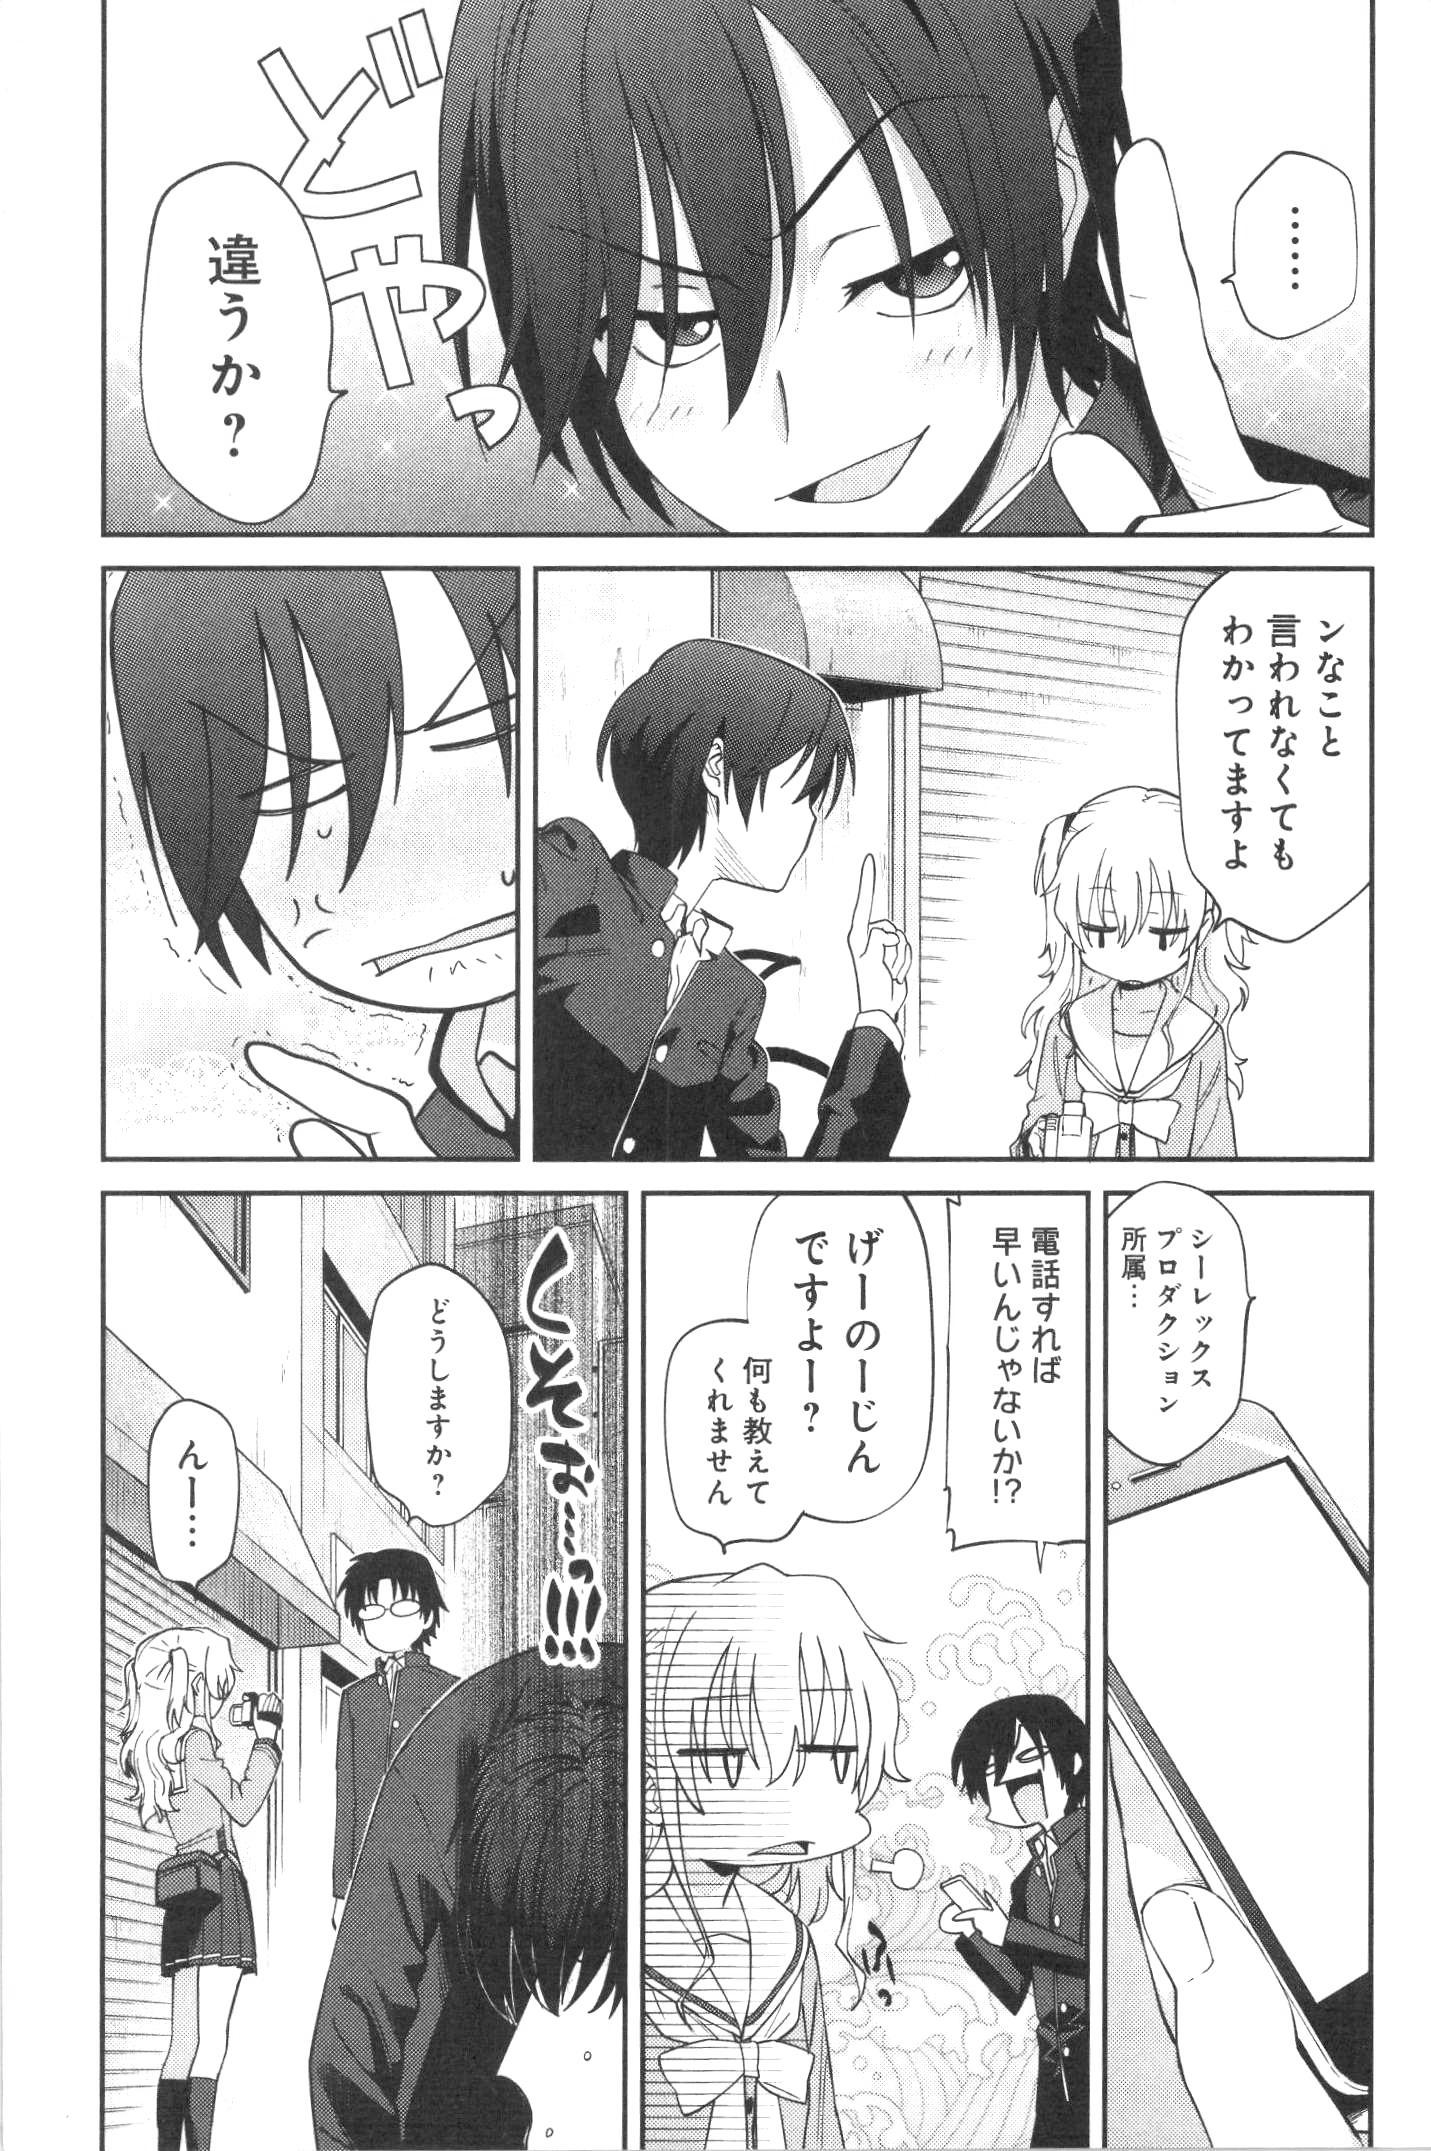 ……
どやっ
違うか？
ンなこと
言われなくても
わかってますよ
シーレックス
プロダクション
所属…
電話すれば
早いんじゃないか!?
げーのーじん
ですよー？
何も教えて
くれません
くそぉ…っ!!!
どうしますか？
んー…